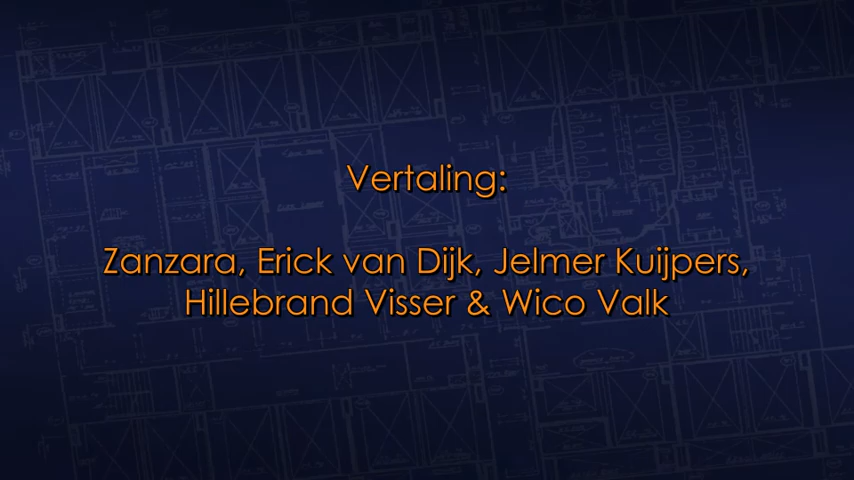 Vertaling:
Zanzara, Erick van Dijk, Jelmer Kuijpers,
Hillebrand Visser & Wico Valk